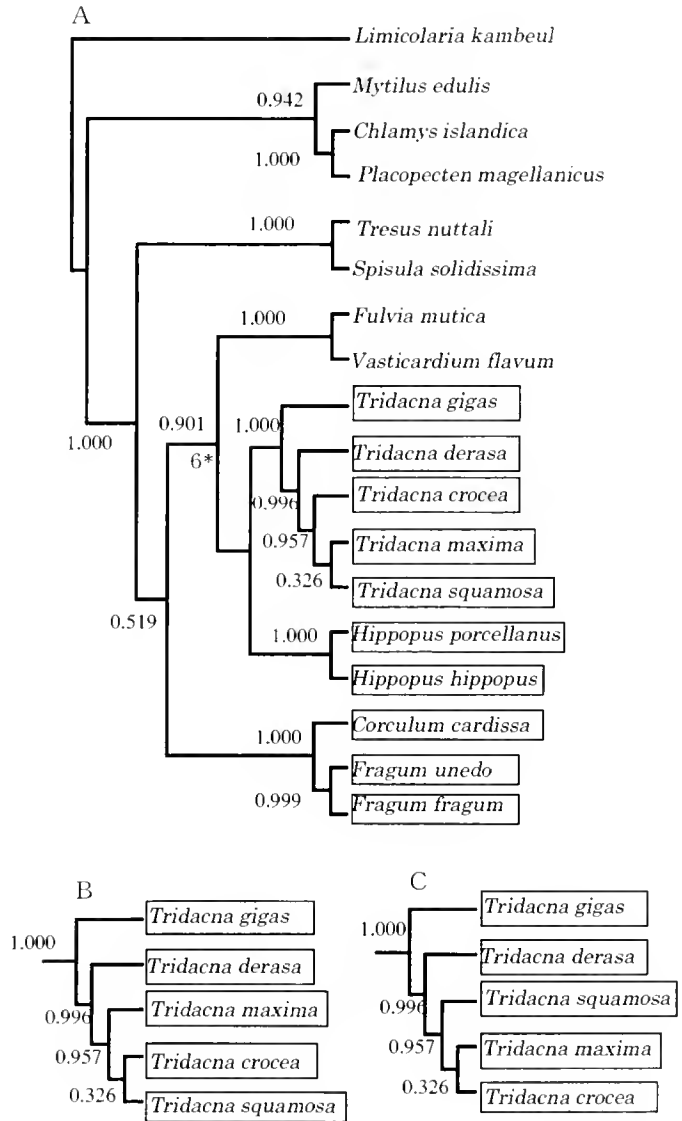 A
Limicolaria kambeul
Mytilus edulis
0.942
Chlamys islandica
1.000
Placopecten magellanicus
1.000
Tresus nuttali
Spisula solidissima
Fulvia mutica
1.000
Vasticardium flavum
Tridacna gigas
0.901
1.000
1.000
6*
Tridacna derasa
0.996
Tridacna crocea
0.957
Tridacna maxima
0.326
Tridacna squamosa
0.519
1.000
Hippopus porcellanus
Hippopus hippopus
1.000
Corculum cardissa
Fragum unedo
0.999
Fragum fragum
B
Tridacna gigas
1.000
Tridacna derasa
0.996
Tridacna maxima
0.957
Tridacna crocea
0.326
Tridacna squamosa
C
Tridacna gigas
1.000
Tridacna derasa
0.996
Tridacna squamosa
0.957
Tridacna maxima
0.326
Tridacna crocea